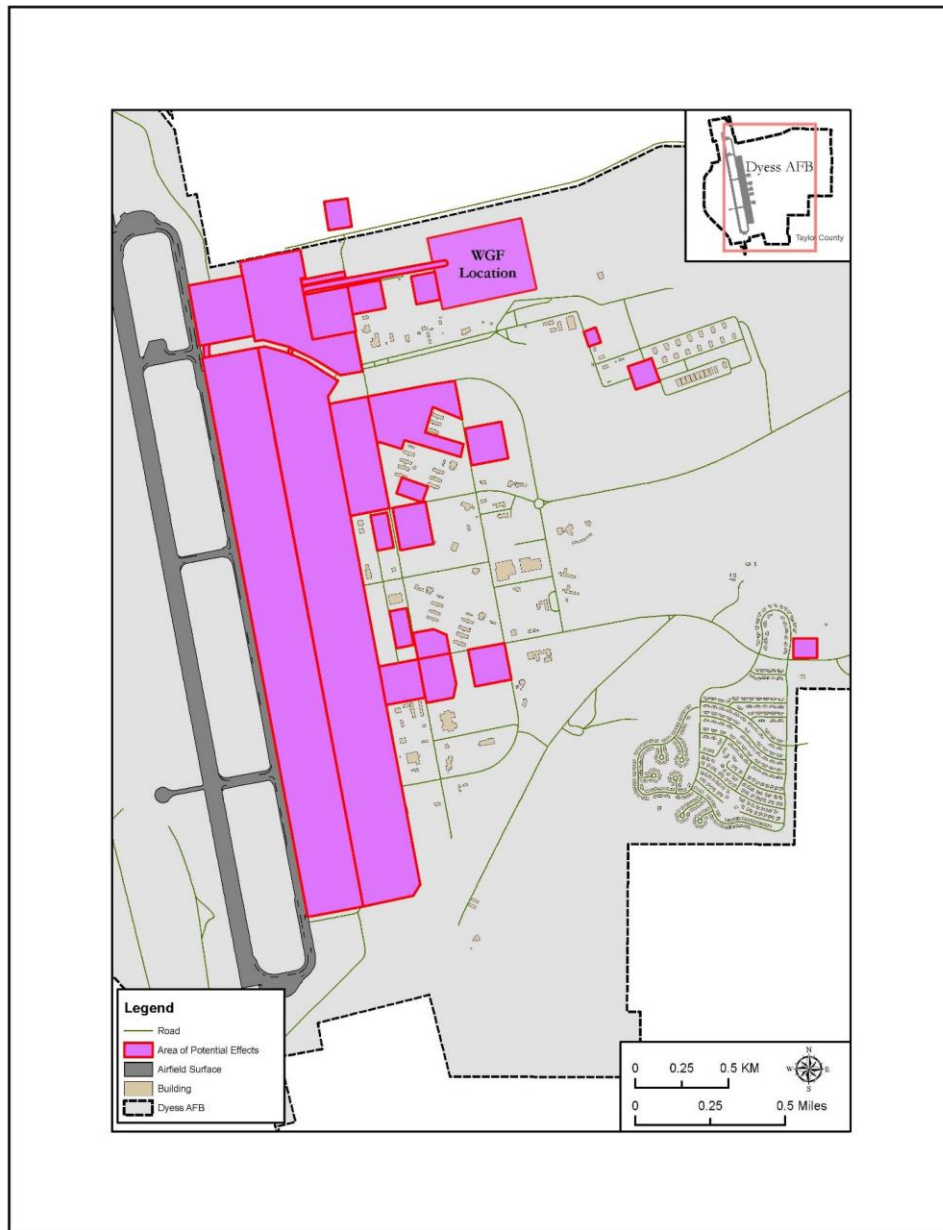 Dyess AFB
Taylor County
WGF
Location
Legend
Road
Area of Potential Effects
Airfield Surface
Building
Dyess AFB
N
W E
S
0 0.25 0.5 KM
0 0.25 0.5 Miles